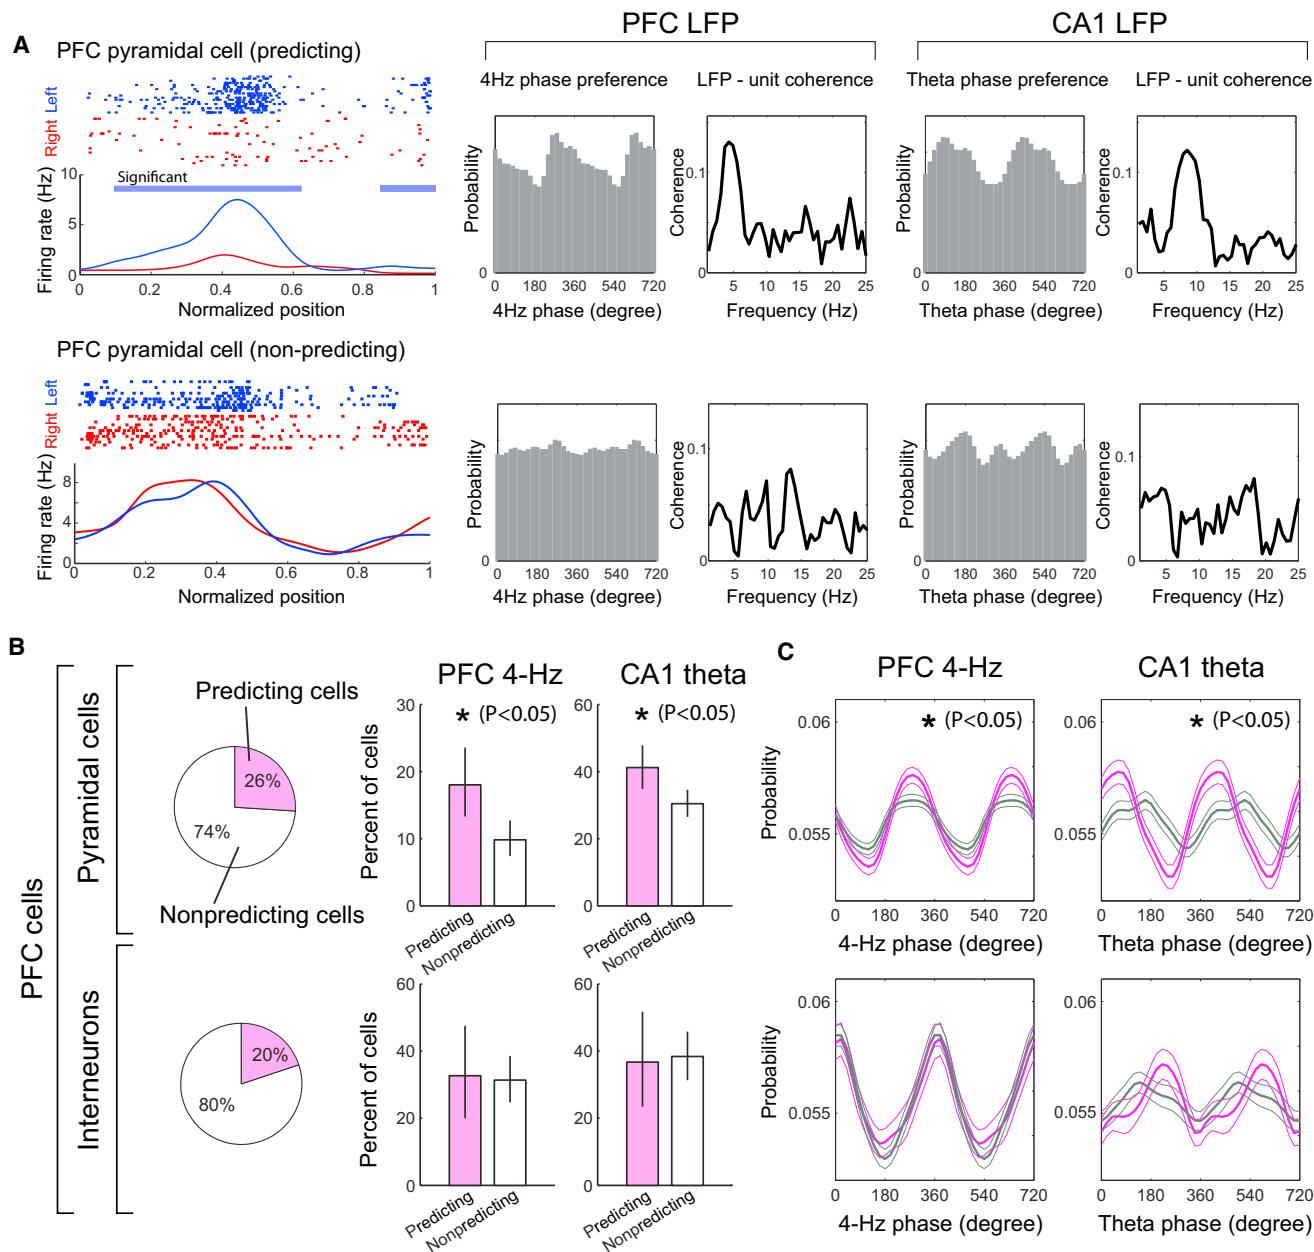 A
PFC pyramidal cell (predicting)
Left
Right
Significant
Firing rate (Hz)
10
5
0
0 0.2 0.4 0.6 0.8 1
Normalized position
PFC LFP
4Hz phase preference
LFP - unit coherence
Probability
0
0 180 360 540 720
4Hz phase (degree)
Coherence
0.1
0
5 10 15 20 25
Frequency (Hz)
CA1 LFP
Theta phase preference
LFP - unit coherence
Probability
0
0 180 360 540 720
Theta phase (degree)
Coherence
0.1
0
5 10 15 20 25
Frequency (Hz)
PFC pyramidal cell (non-predicting)
Left
Right
Firing rate (Hz)
8
4
0
0 0.2 0.4 0.6 0.8 1
Normalized position
Probability
0
0 180 360 540 720
4Hz phase (degree)
Coherence
0.1
0
5 10 15 20 25
Frequency (Hz)
Probability
0
0 180 360 540 720
Theta phase (degree)
Coherence
0.1
0
5 10 15 20 25
Frequency (Hz)
B
PFC cells
Pyramidal cells
Predicting cells
26%
74%
Nonpredicting cells
PFC 4-Hz
* (P<0.05)
Percent of cells
30
20
10
0
Predicting
Nonpredicting
CA1 theta
* (P<0.05)
60
40
20
0
Predicting
Nonpredicting
Interneurons
20%
80%
Percent of cells
60
40
20
0
Predicting
Nonpredicting
60
40
20
0
Predicting
Nonpredicting
C
PFC 4-Hz
* (P<0.05)
Probability
0.06
0.055
0 180 360 540 720
4-Hz phase (degree)
CA1 theta
* (P<0.05)
0.06
0.055
0 180 360 540 720
Theta phase (degree)
Probability
0.06
0.055
0 180 360 540 720
4-Hz phase (degree)
0.06
0.055
0 180 360 540 720
Theta phase (degree)